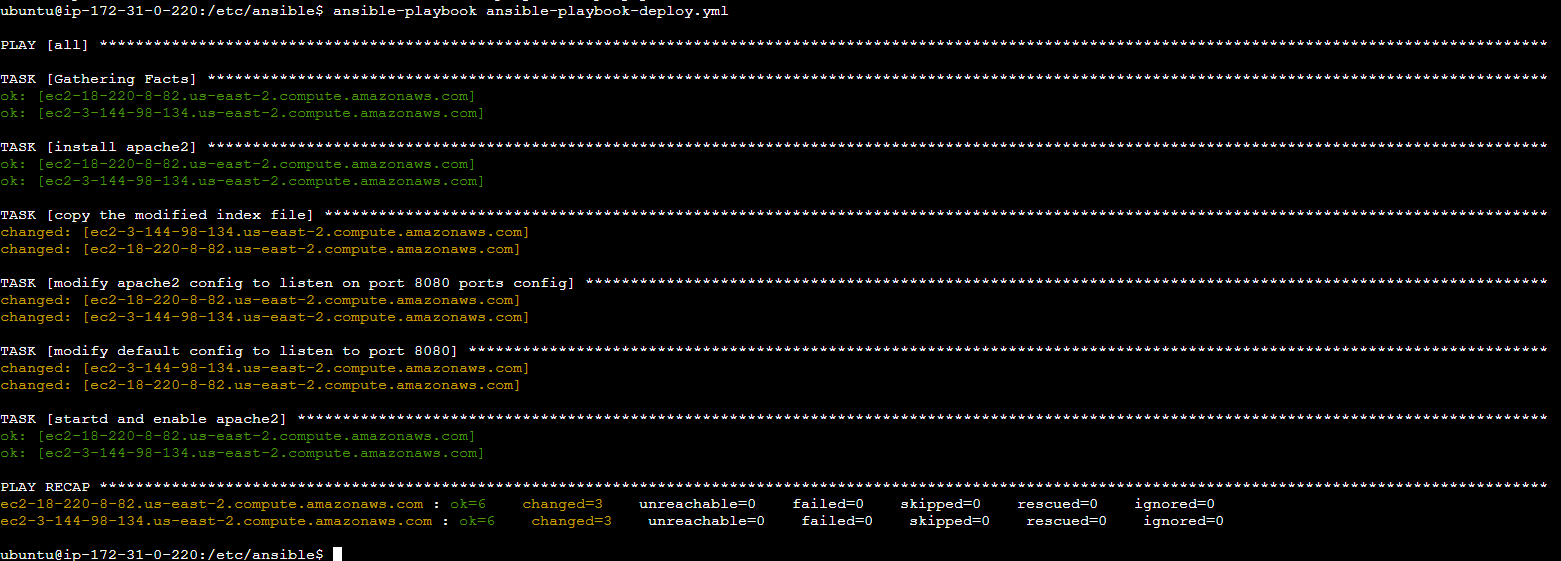 ubuntu@ip-172-31-0-220:/etc/ansible$ ansible-playbook ansible-playbook-deploy.yml
PLAY [all] *****************************************************************************************************************************************************************
TASK [Gathering Facts] *****************************************************************************************************************************************************
ok: [ec2-18-220-8-82.us-east-2.compute.amazonaws.com]
ok: [ec2-3-144-98-134.us-east-2.compute.amazonaws.com]
TASK [install apache2] *****************************************************************************************************************************************************
ok: [ec2-18-220-8-82.us-east-2.compute.amazonaws.com]
ok: [ec2-3-144-98-134.us-east-2.compute.amazonaws.com]
TASK [copy the modified index file] ****************************************************************************************************************************************
changed: [ec2-3-144-98-134.us-east-2.compute.amazonaws.com]
changed: [ec2-18-220-8-82.us-east-2.compute.amazonaws.com]
TASK [modify apache2 config to listen on port 8080 ports config] ***********************************************************************************************************
changed: [ec2-18-220-8-82.us-east-2.compute.amazonaws.com]
changed: [ec2-3-144-98-134.us-east-2.compute.amazonaws.com]
TASK [modify default config to listen to port 8080] ************************************************************************************************************************
changed: [ec2-3-144-98-134.us-east-2.compute.amazonaws.com]
changed: [ec2-18-220-8-82.us-east-2.compute.amazonaws.com]
TASK [startd and enable apache2] *******************************************************************************************************************************************
ok: [ec2-18-220-8-82.us-east-2.compute.amazonaws.com]
ok: [ec2-3-144-98-134.us-east-2.compute.amazonaws.com]
PLAY RECAP *****************************************************************************************************************************************************************
ec2-18-220-8-82.us-east-2.compute.amazonaws.com : ok=6    changed=3    unreachable=0    failed=0    skipped=0    rescued=0    ignored=0
ec2-3-144-98-134.us-east-2.compute.amazonaws.com : ok=6    changed=3    unreachable=0    failed=0    skipped=0    rescued=0    ignored=0
ubuntu@ip-172-31-0-220:/etc/ansible$